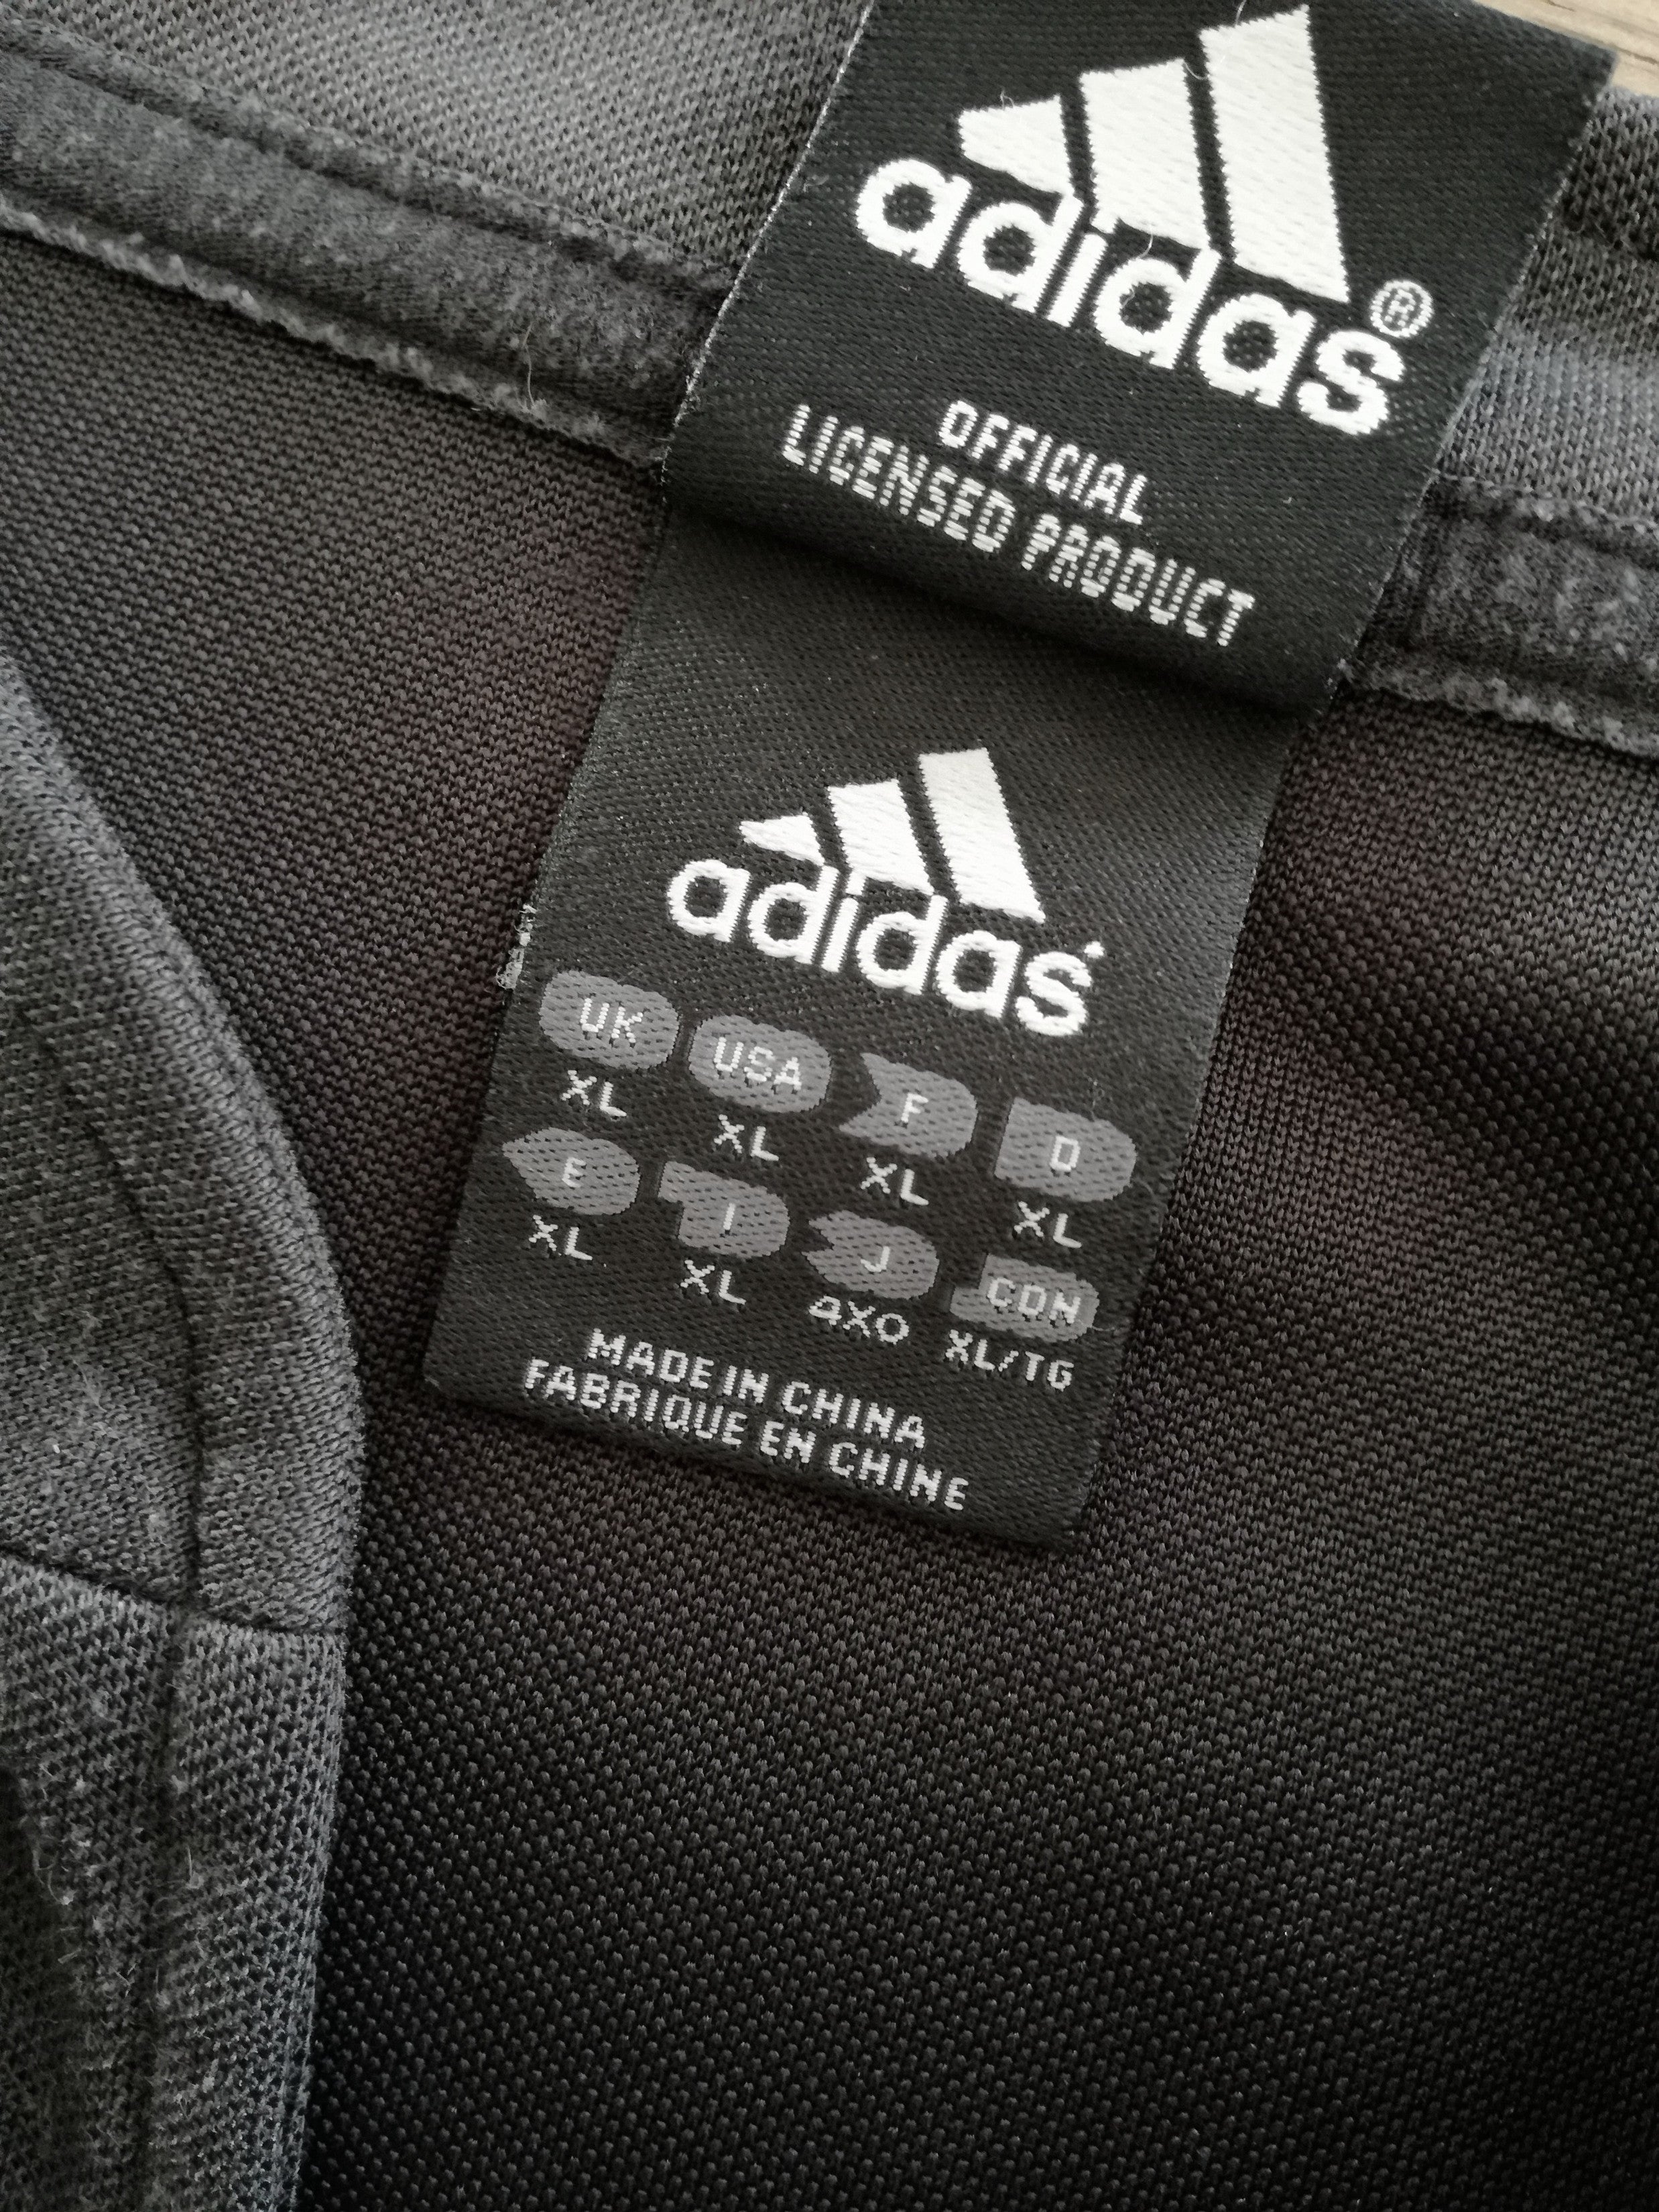 adidas®
OFFICIAL
LICENSED PRODUCT
adidas
UK USA F D
XL XL XL XL
E I J CDN
XL XL 4XO XL/TG
MADE IN CHINA
FABRIQUE EN CHINE